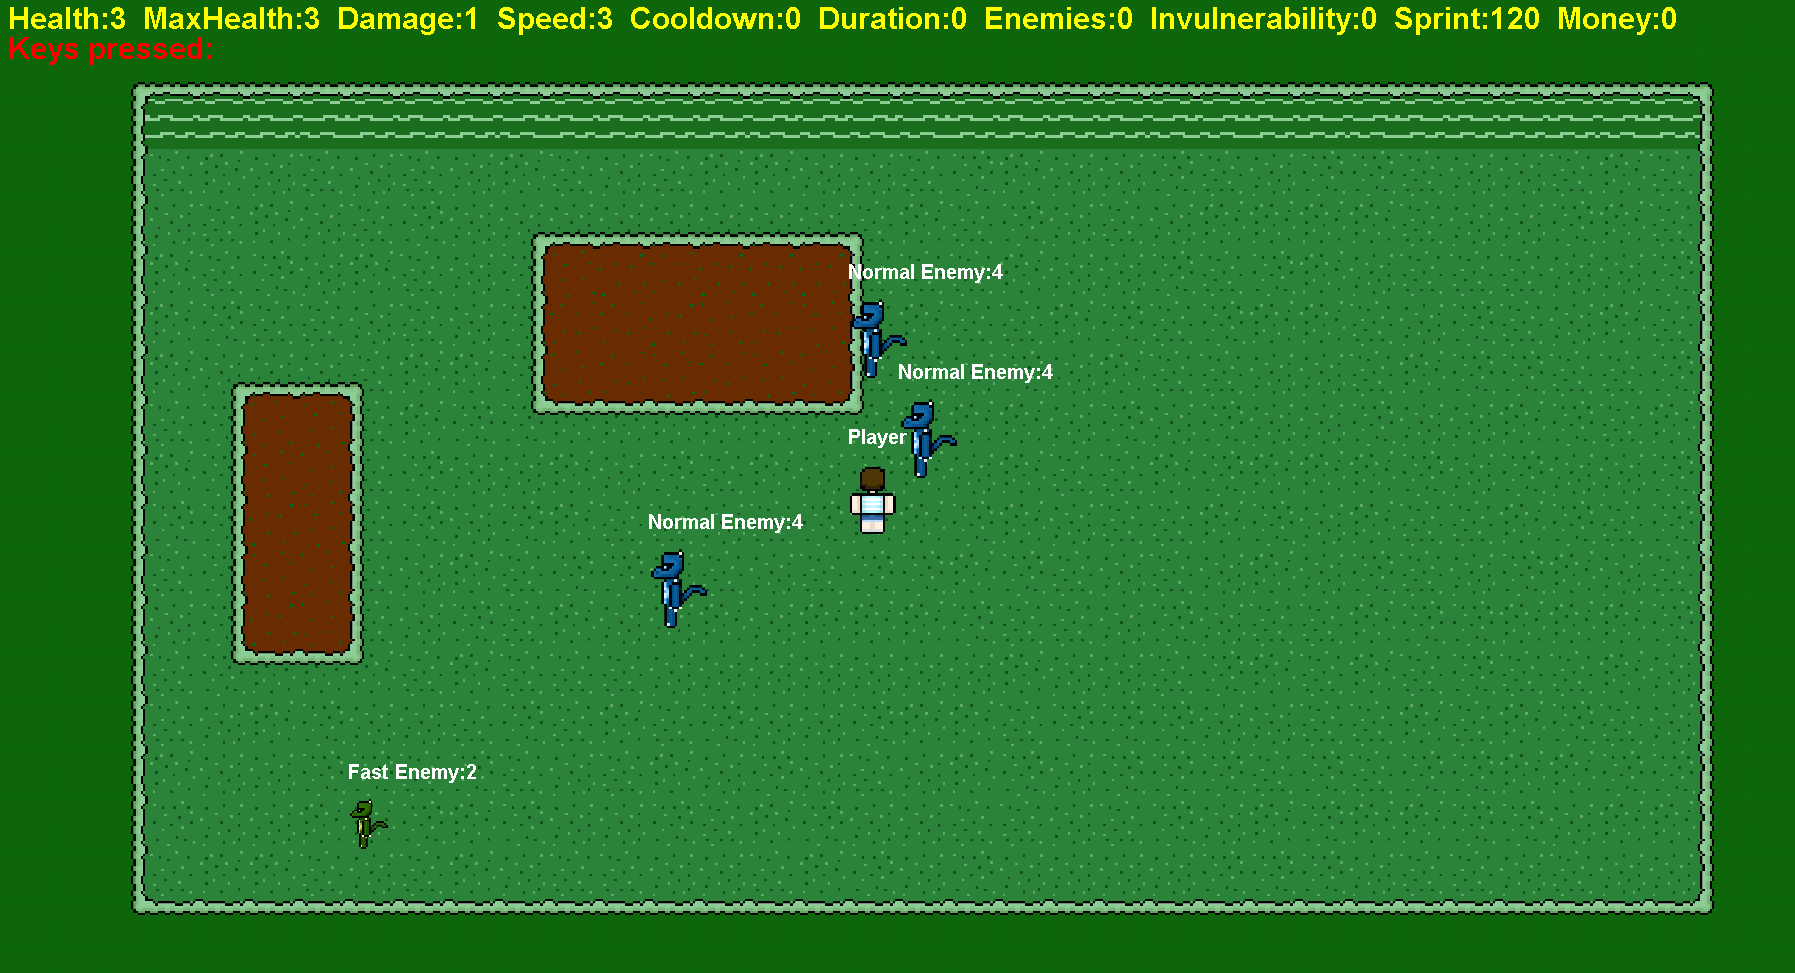 Health:3 MaxHealth:3 Damage:1 Speed:3 Cooldown:0 Duration:0 Enemies:0 Invulnerability:0 Sprint:120 Money:0
Keys pressed:
Normal Enemy:4
Normal Enemy:4
Player
Normal Enemy:4
Fast Enemy:2